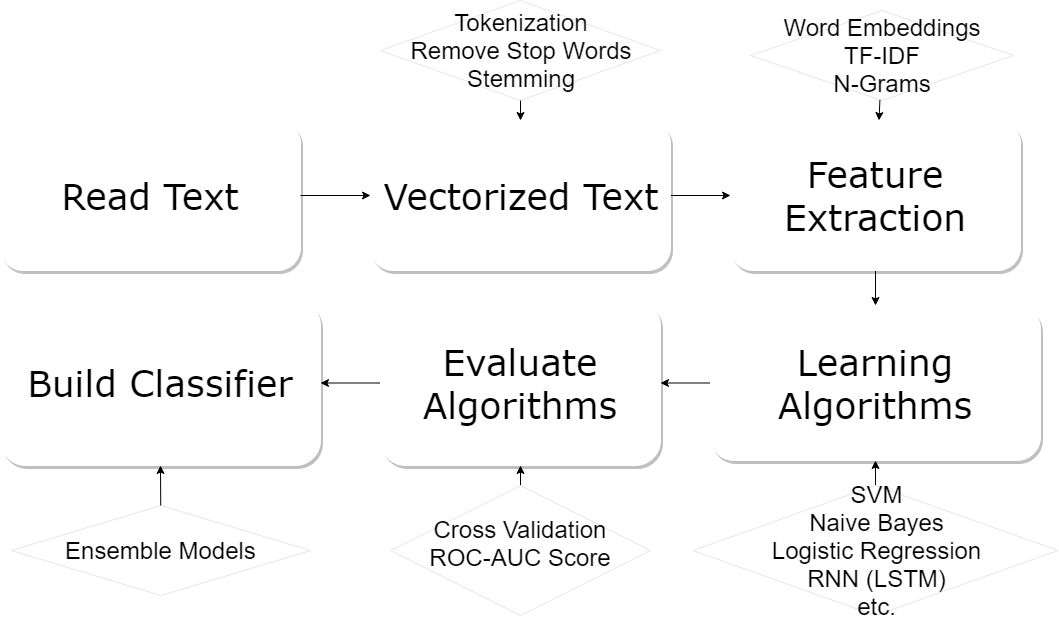 Tokenization
Remove Stop Words
Stemming
Word Embeddings
TF-IDF
N-Grams
Read Text
Vectorized Text
Feature
Extraction
Build Classifier
Evaluate
Algorithms
Learning
Algorithms
Ensemble Models
Cross Validation
ROC-AUC Score
SVM
Naive Bayes
Logistic Regression
RNN (LSTM)
etc.